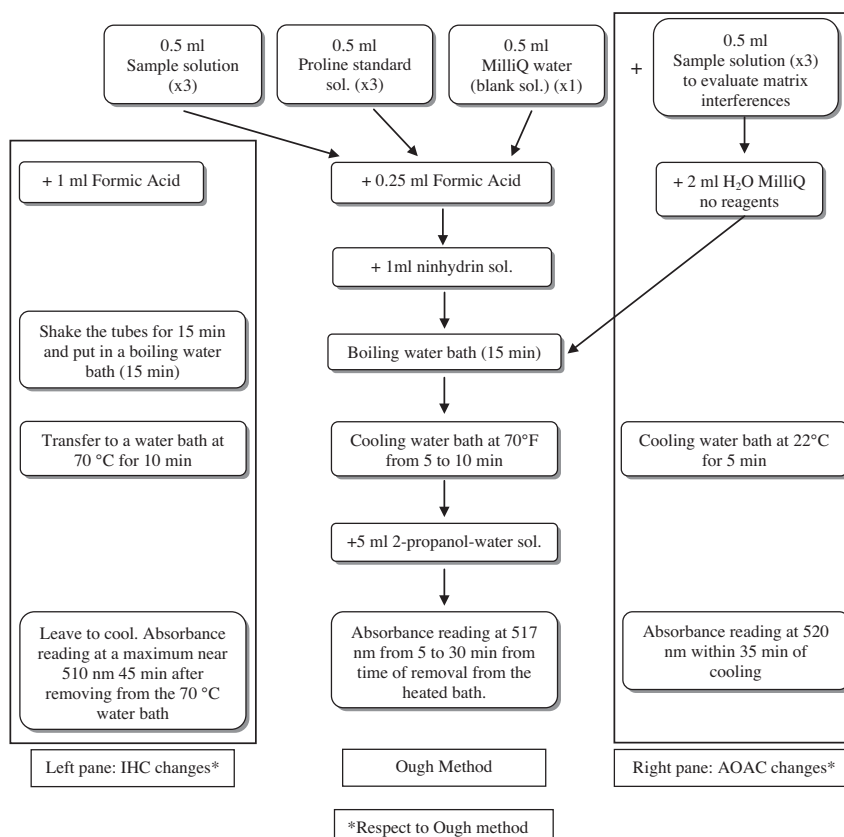 0.5 ml
Sample solution
(x3)
0.5 ml
Proline standard
sol. (x3)
0.5 ml
MilliQ water
(blank sol.) (x1)
+
0.5 ml
Sample solution (x3)
to evaluate matrix
interferences
+ 1 ml Formic Acid
+ 0.25 ml Formic Acid
+ 2 ml H₂O MilliQ
no reagents
+ 1ml ninhydrin sol.
Shake the tubes for 15 min
and put in a boiling water
bath (15 min)
Boiling water bath (15 min)
Transfer to a water bath at
70 °C for 10 min
Cooling water bath at 70°F
from 5 to 10 min
Cooling water bath at 22°C
for 5 min
+5 ml 2-propanol-water sol.
Leave to cool. Absorbance
reading at a maximum near
510 nm 45 min after
removing from the 70 °C
water bath
Absorbance reading at 517
nm from 5 to 30 min from
time of removal from the
heated bath.
Absorbance reading at 520
nm within 35 min of
cooling
Left pane: IHC changes*
Ough Method
Right pane: AOAC changes*
*Respect to Ough method